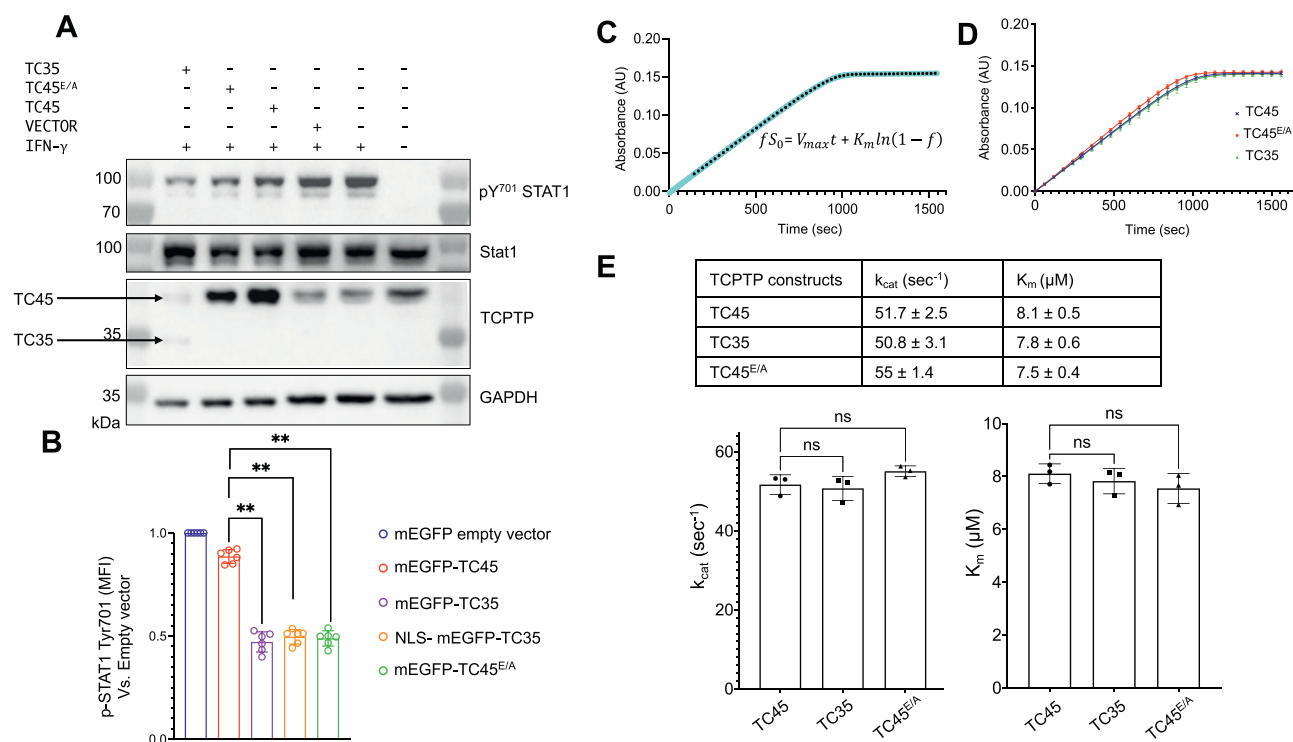 A
TC35 + – – – – –
TC45E/A – + – – – –
TC45 – – + – – –
VECTOR – – – + – –
IFN-γ + + + + + –
100
70
pY701 STAT1
100
Stat1
TC45
TC35
35
TCPTP
35
kDa
GAPDH
B
**
**
**
p-STAT1 Tyr701 (MFI)
Vs. Empty vector
1.0
0.5
0.0
mEGFP empty vector
mEGFP-TC45
mEGFP-TC35
NLS- mEGFP-TC35
mEGFP-TC45E/A
C
Absorbance (AU)
0.20
0.15
0.10
0.05
0.00
fS0 = Vmaxt + Kmln(1 − f)
0 500 1000 1500
Time (sec)
D
Absorbance (AU)
0.20
0.15
0.10
0.05
0.00
TC45
TC45E/A
TC35
0 500 1000 1500
Time (sec)
E
TCPTP constructs kcat (sec-1) Km (µM)
TC45 51.7 ± 2.5 8.1 ± 0.5
TC35 50.8 ± 3.1 7.8 ± 0.6
TC45E/A 55 ± 1.4 7.5 ± 0.4
ns
ns
kcat (sec-1)
60
40
20
0
TC45 TC35 TC45E/A
ns
ns
Km (µM)
10
8
6
4
2
0
TC45 TC35 TC45E/A